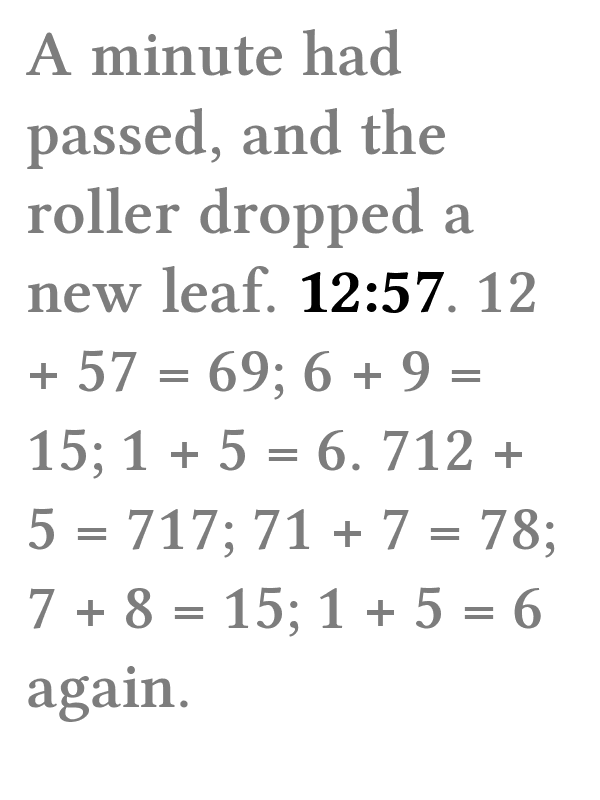 A minute had
passed, and the
roller dropped a
new leaf. 12:57. 12
+ 57 = 69; 6 + 9 =
15; 1 + 5 = 6. 712 +
5 = 717; 71 + 7 = 78;
7 + 8 = 15; 1 + 5 = 6
again.